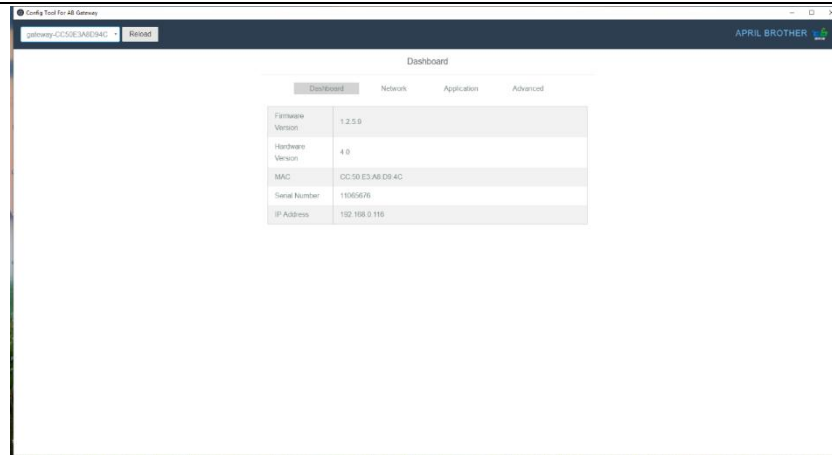 Config Tool For AB Gateway
gateway-CC50E3A8D94C Reload APRIL BROTHER
Dashboard
Dashboard Network Application Advanced
Firmware Version 1.2.5.9
Hardware Version 4.0
MAC CC:50:E3:A8:D9:4C
Serial Number 11065676
IP Address 192.168.0.116